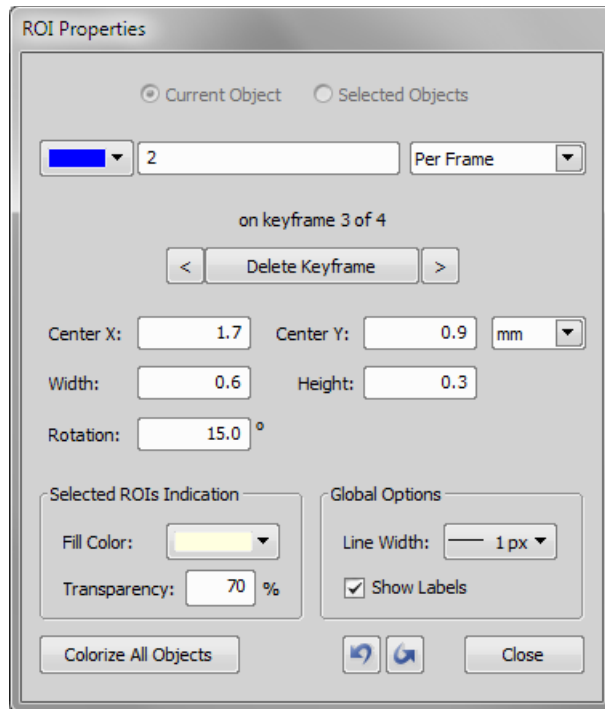 ROI Properties
Current Object Selected Objects
2 Per Frame
on keyframe 3 of 4
< Delete Keyframe >
Center X: 1.7 Center Y: 0.9 mm
Width: 0.6 Height: 0.3
Rotation: 15.0 °
Selected ROIs Indication Global Options
Fill Color: Line Width: 1 px
Transparency: 70 % Show Labels
Colorize All Objects Close